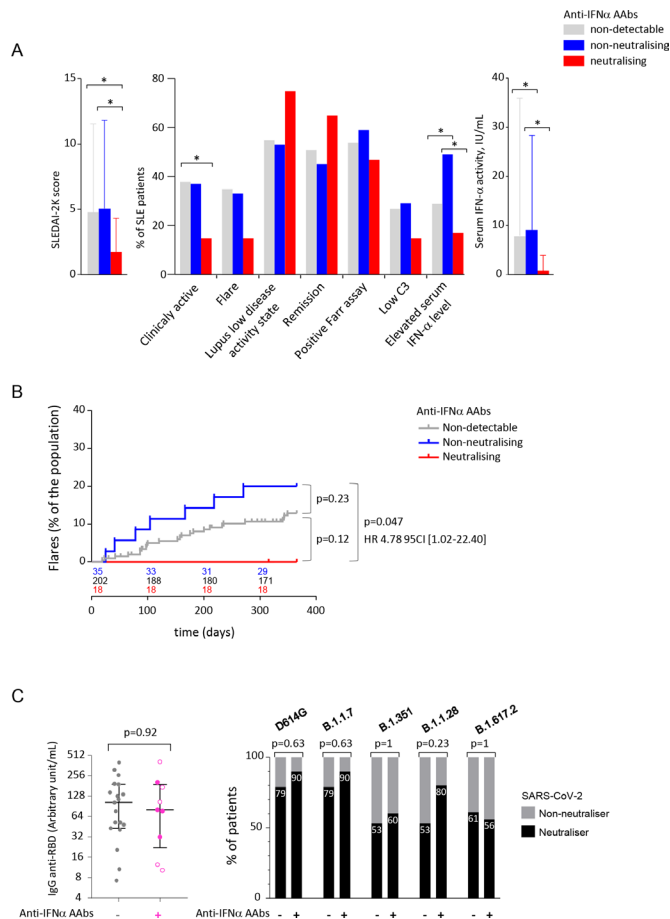 Anti-IFNα AAbs
non-detectable
non-neutralising
neutralising
A
SLEDAI-2K score
15
10
5
0
*
*
% of SLE patients
80
60
40
20
0
*
*
*
Clinicaly active
Flare
Lupus low disease
activity state
Remission
Positive Farr assay
Low C3
Elevated serum
IFN-α level
Serum IFN-α activity, IU/mL
40
30
20
10
0
*
*
B
Anti-IFNα AAbs
Non-detectable
Non-neutralising
Neutralising
Flares (% of the population)
40
30
20
10
0
p=0.23
p=0.12
p=0.047
HR 4.78 95CI [1.02-22.40]
35 33 31 29
202 188 180 171
18 18 18 18
0 100 200 300 400
time (days)
C
p=0.92
IgG anti-RBD (Arbitrary unit/mL)
512
256
128
64
32
16
8
4
Anti-IFNα AAbs - +
D614G B.1.1.7 B.1.351 B.1.1.28 B.1.617.2
p=0.63 p=0.63 p=1 p=0.23 p=1
% of patients
100
50
0
79 90 79 90 53 60 53 80 61 56
Anti-IFNα AAbs - + - + - + - + - +
SARS-CoV-2
Non-neutraliser
Neutraliser